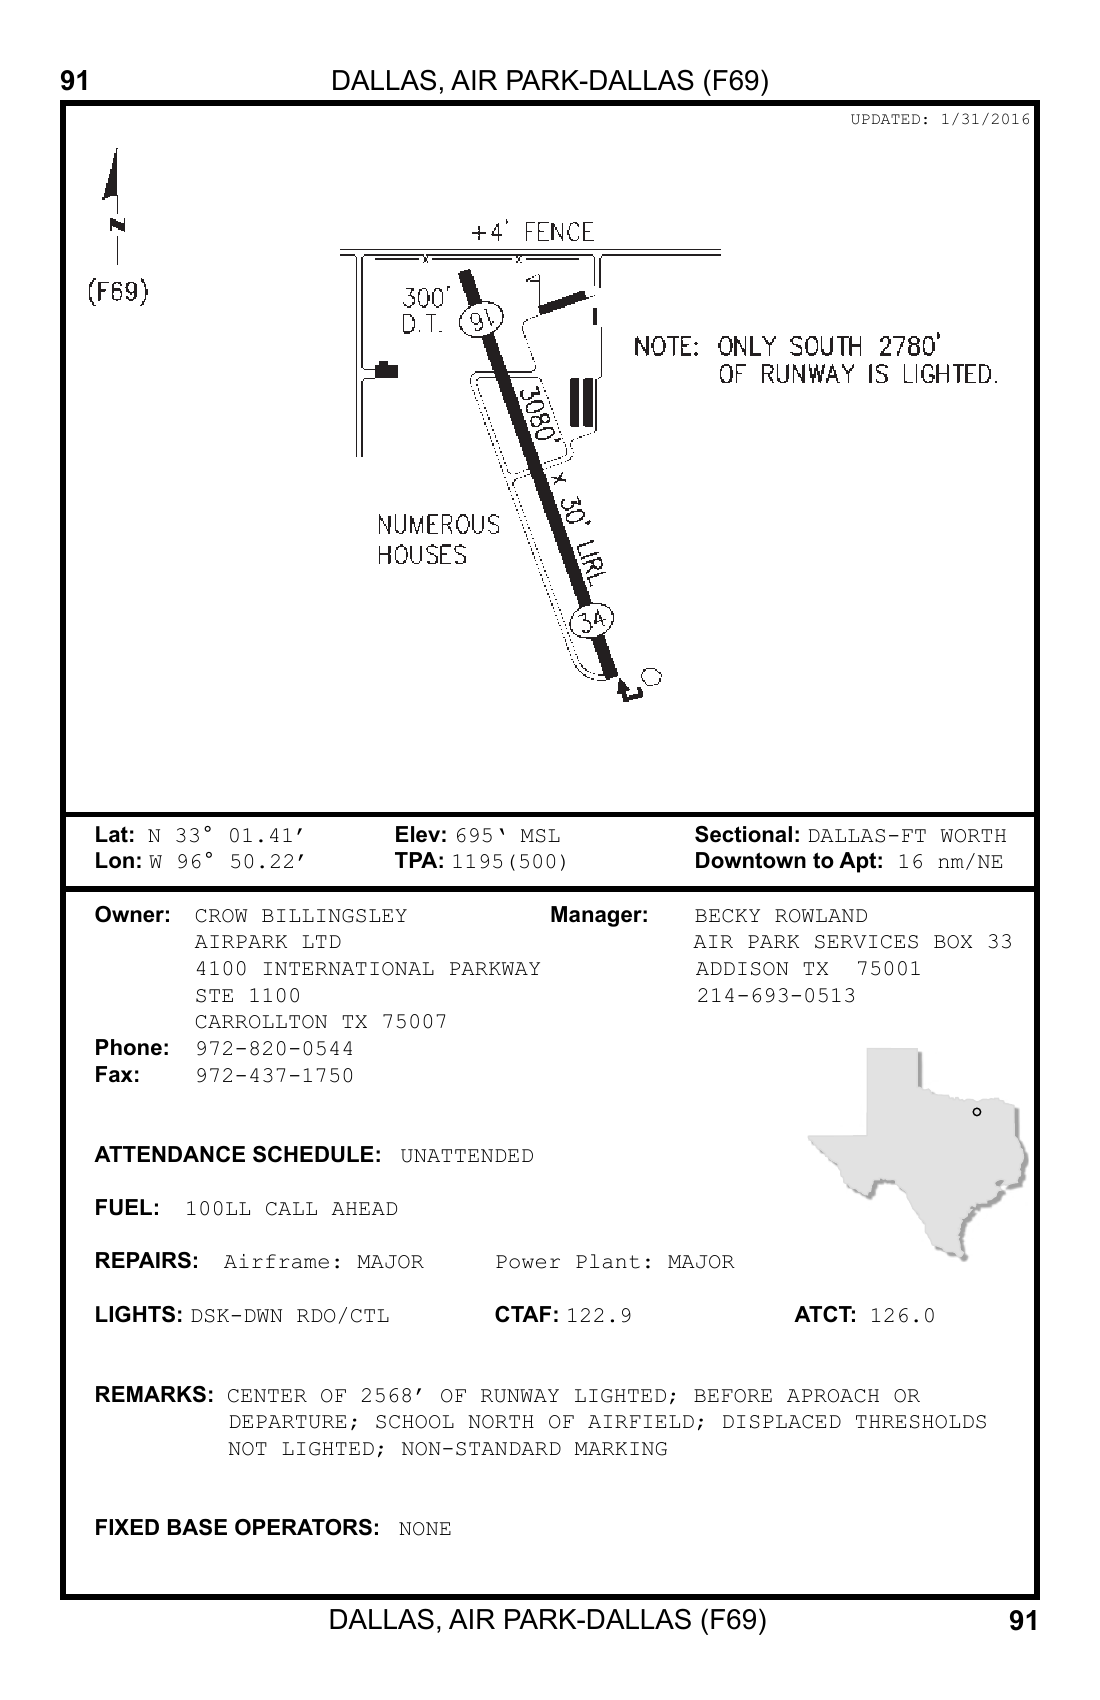 91 DALLAS, AIR PARK-DALLAS (F69)
UPDATED: 1/31/2016
N
(F69)
+4' FENCE
x x
300'
D.T.
16
NOTE: ONLY SOUTH 2780'
OF RUNWAY IS LIGHTED.
3080' x 30' LIRL
NUMEROUS
HOUSES
34
Lat: N 33° 01.41′ Elev: 695‘ MSL Sectional: DALLAS-FT WORTH
Lon: W 96° 50.22′ TPA: 1195(500) Downtown to Apt: 16 nm/NE
Owner: CROW BILLINGSLEY Manager: BECKY ROWLAND
AIRPARK LTD AIR PARK SERVICES BOX 33
4100 INTERNATIONAL PARKWAY ADDISON TX 75001
STE 1100 214-693-0513
CARROLLTON TX 75007
Phone: 972-820-0544
Fax: 972-437-1750
ATTENDANCE SCHEDULE: UNATTENDED
FUEL: 100LL CALL AHEAD
REPAIRS: Airframe: MAJOR Power Plant: MAJOR
LIGHTS: DSK-DWN RDO/CTL CTAF: 122.9 ATCT: 126.0
REMARKS: CENTER OF 2568′ OF RUNWAY LIGHTED; BEFORE APROACH OR
DEPARTURE; SCHOOL NORTH OF AIRFIELD; DISPLACED THRESHOLDS
NOT LIGHTED; NON-STANDARD MARKING
FIXED BASE OPERATORS: NONE
DALLAS, AIR PARK-DALLAS (F69) 91